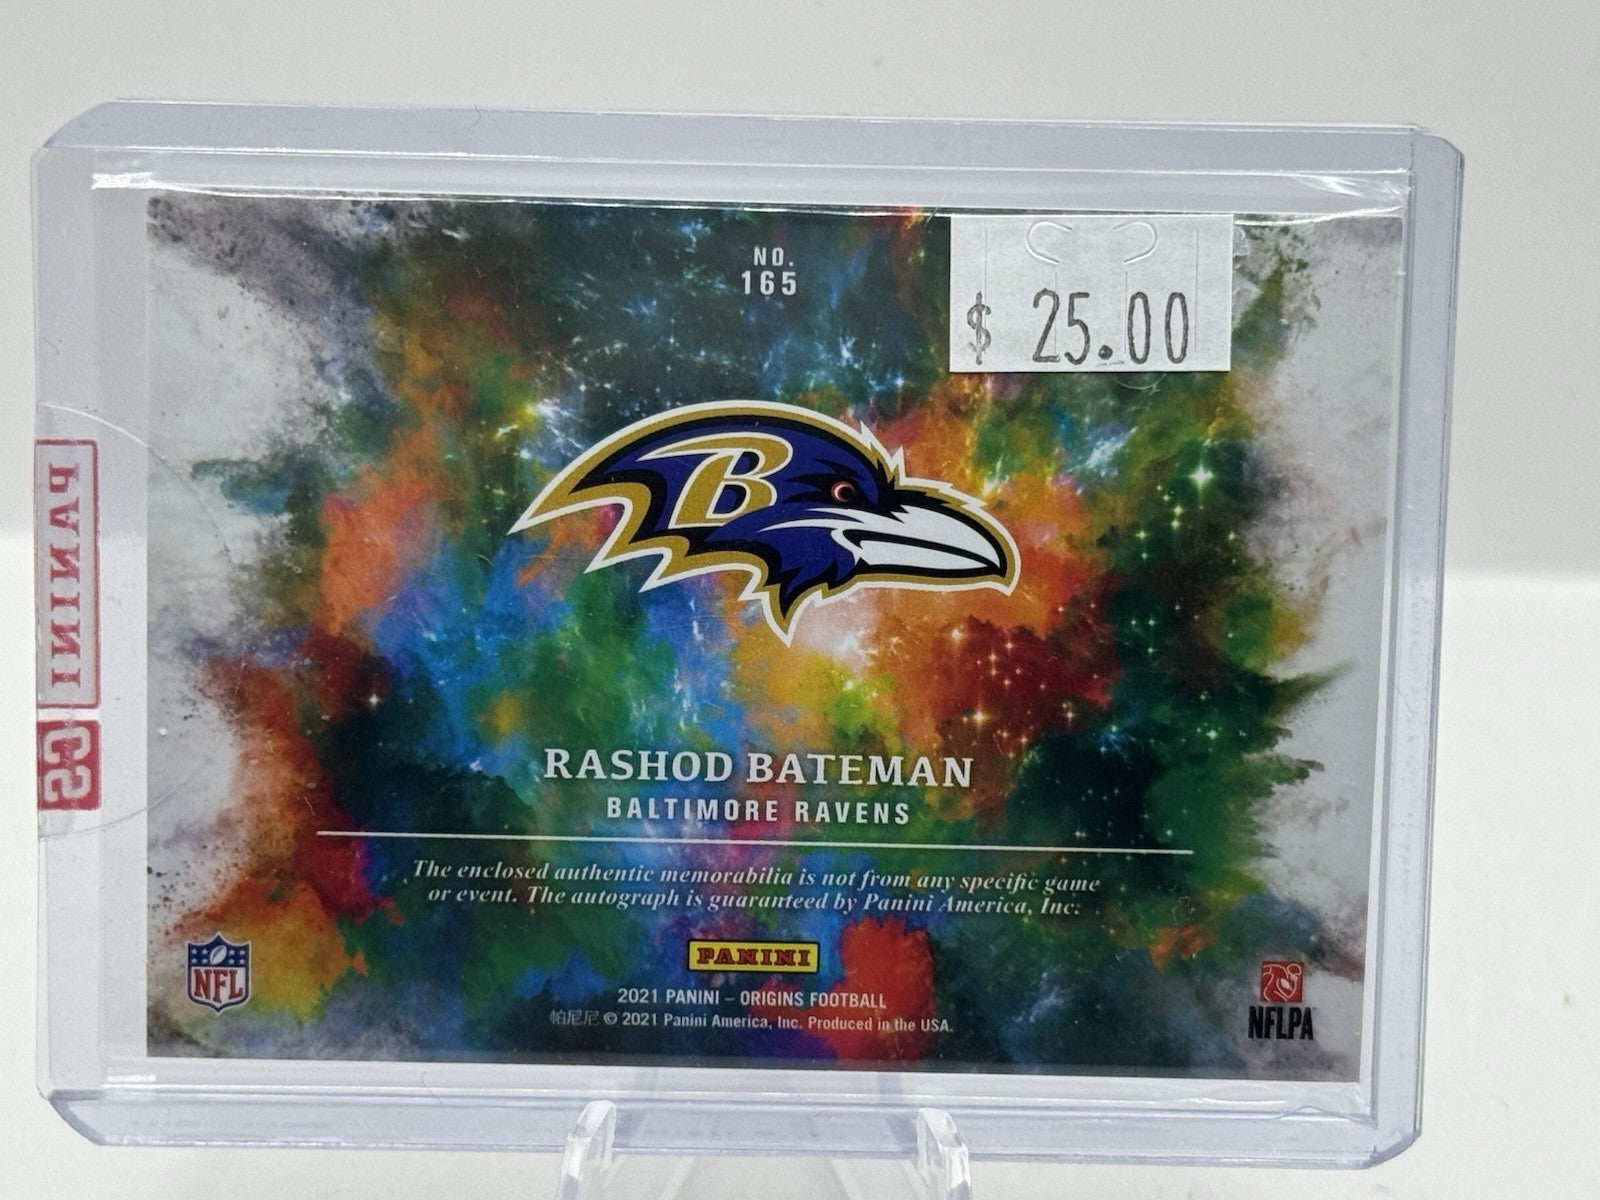 NO.
165
$ 25.00
B
PANINI
CS
RASHOD BATEMAN
BALTIMORE RAVENS
The enclosed authentic memorabilia is not from any specific game
or event. The autograph is guaranteed by Panini America, Inc.
PANINI
NFL
2021 PANINI – ORIGINS FOOTBALL
帕尼尼 © 2021 Panini America, Inc. Produced in the USA.
NFLPA